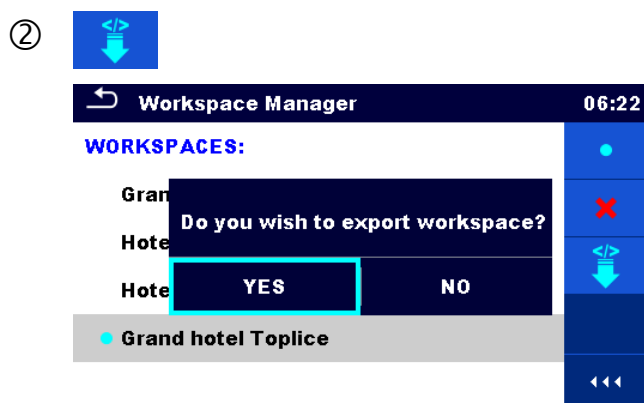 ②
</>
Workspace Manager 06:22
WORKSPACES:
Gran
Do you wish to export workspace?
Hote
</>
Hote
YES NO
Grand hotel Toplice